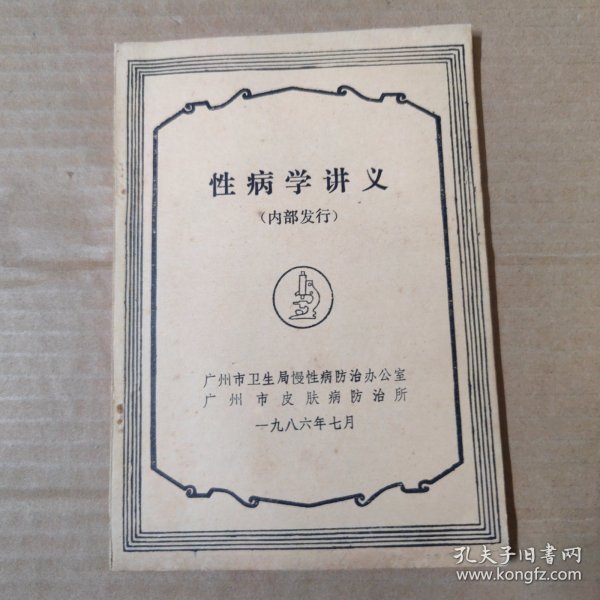 性病学讲义
(内部发行)
广州市卫生局慢性病防治办公室
广州市皮肤病防治所
一九八六年七月
孔夫子旧书网
www.kongfz.com